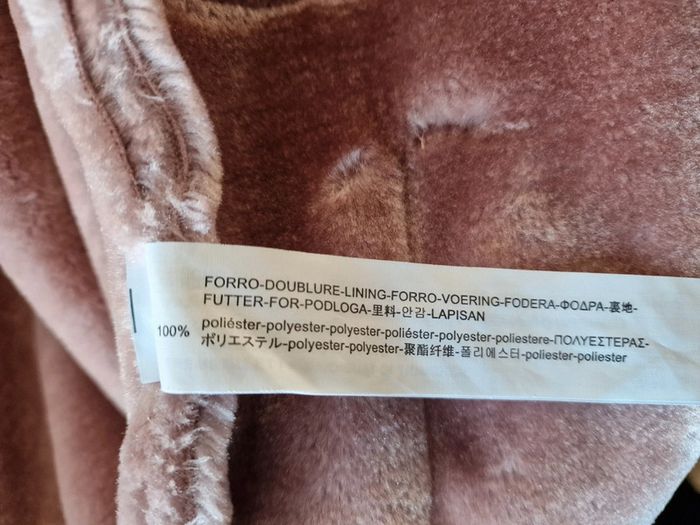 FORRO-DOUBLURE-LINING-FORRO-VOERING-FODERA-ΦΟΔΡΑ-裏地-
FUTTER-FOR-PODLOGA-里料-안감-LAPISAN
100% poliéster-polyester-polyester-poliéster-polyester-poliestere-ΠΟΛΥΕΣΤΕΡΑΣ-
ポリエステル-polyester-polyester-聚酯纤维-폴리에스터-poliester-poliester